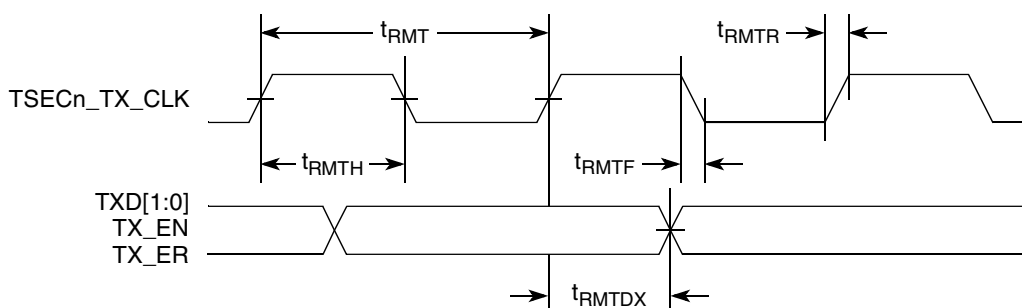 tRMT
tRMTR
TSECn_TX_CLK
tRMTH
tRMTF
TXD[1:0]
TX_EN
TX_ER
tRMTDX